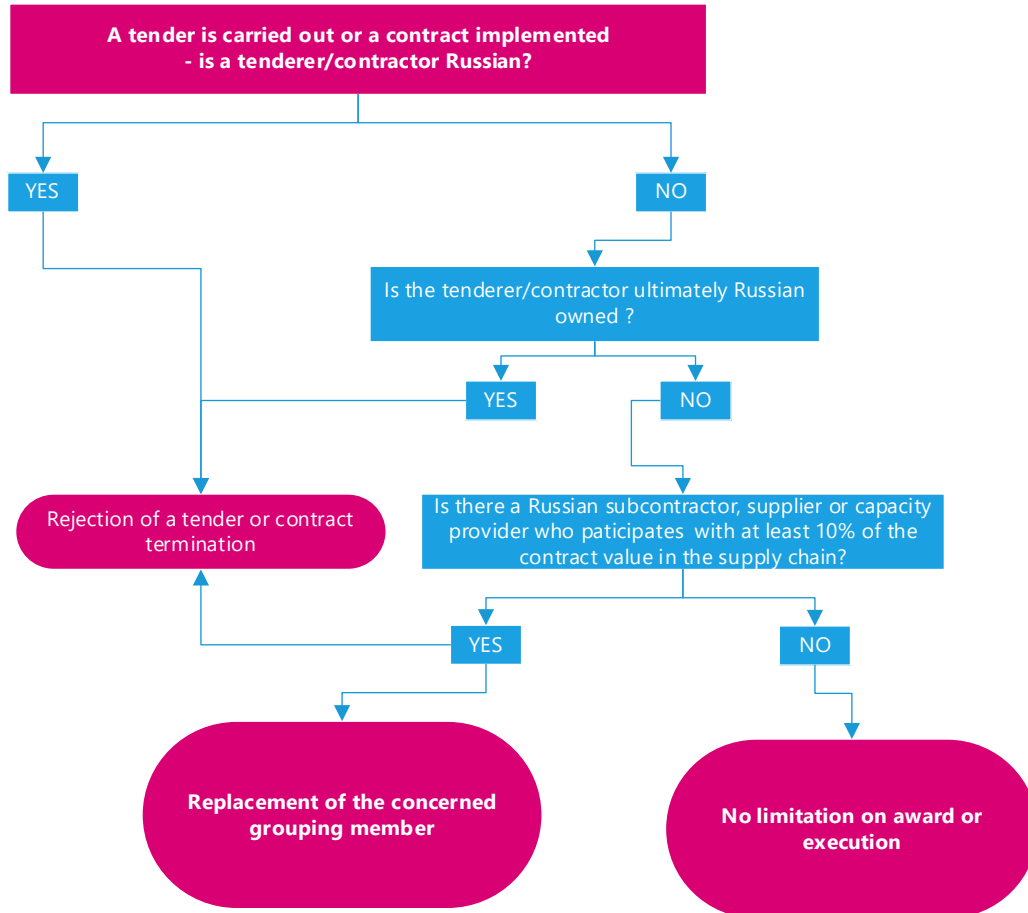 A tender is carried out or a contract implemented
- is a tenderer/contractor Russian?
YES
NO
Is the tenderer/contractor ultimately Russian
owned ?
YES
NO
Rejection of a tender or contract
termination
Is there a Russian subcontractor, supplier or capacity
provider who paticipates with at least 10% of the
contract value in the supply chain?
YES
NO
Replacement of the concerned
grouping member
No limitation on award or
execution